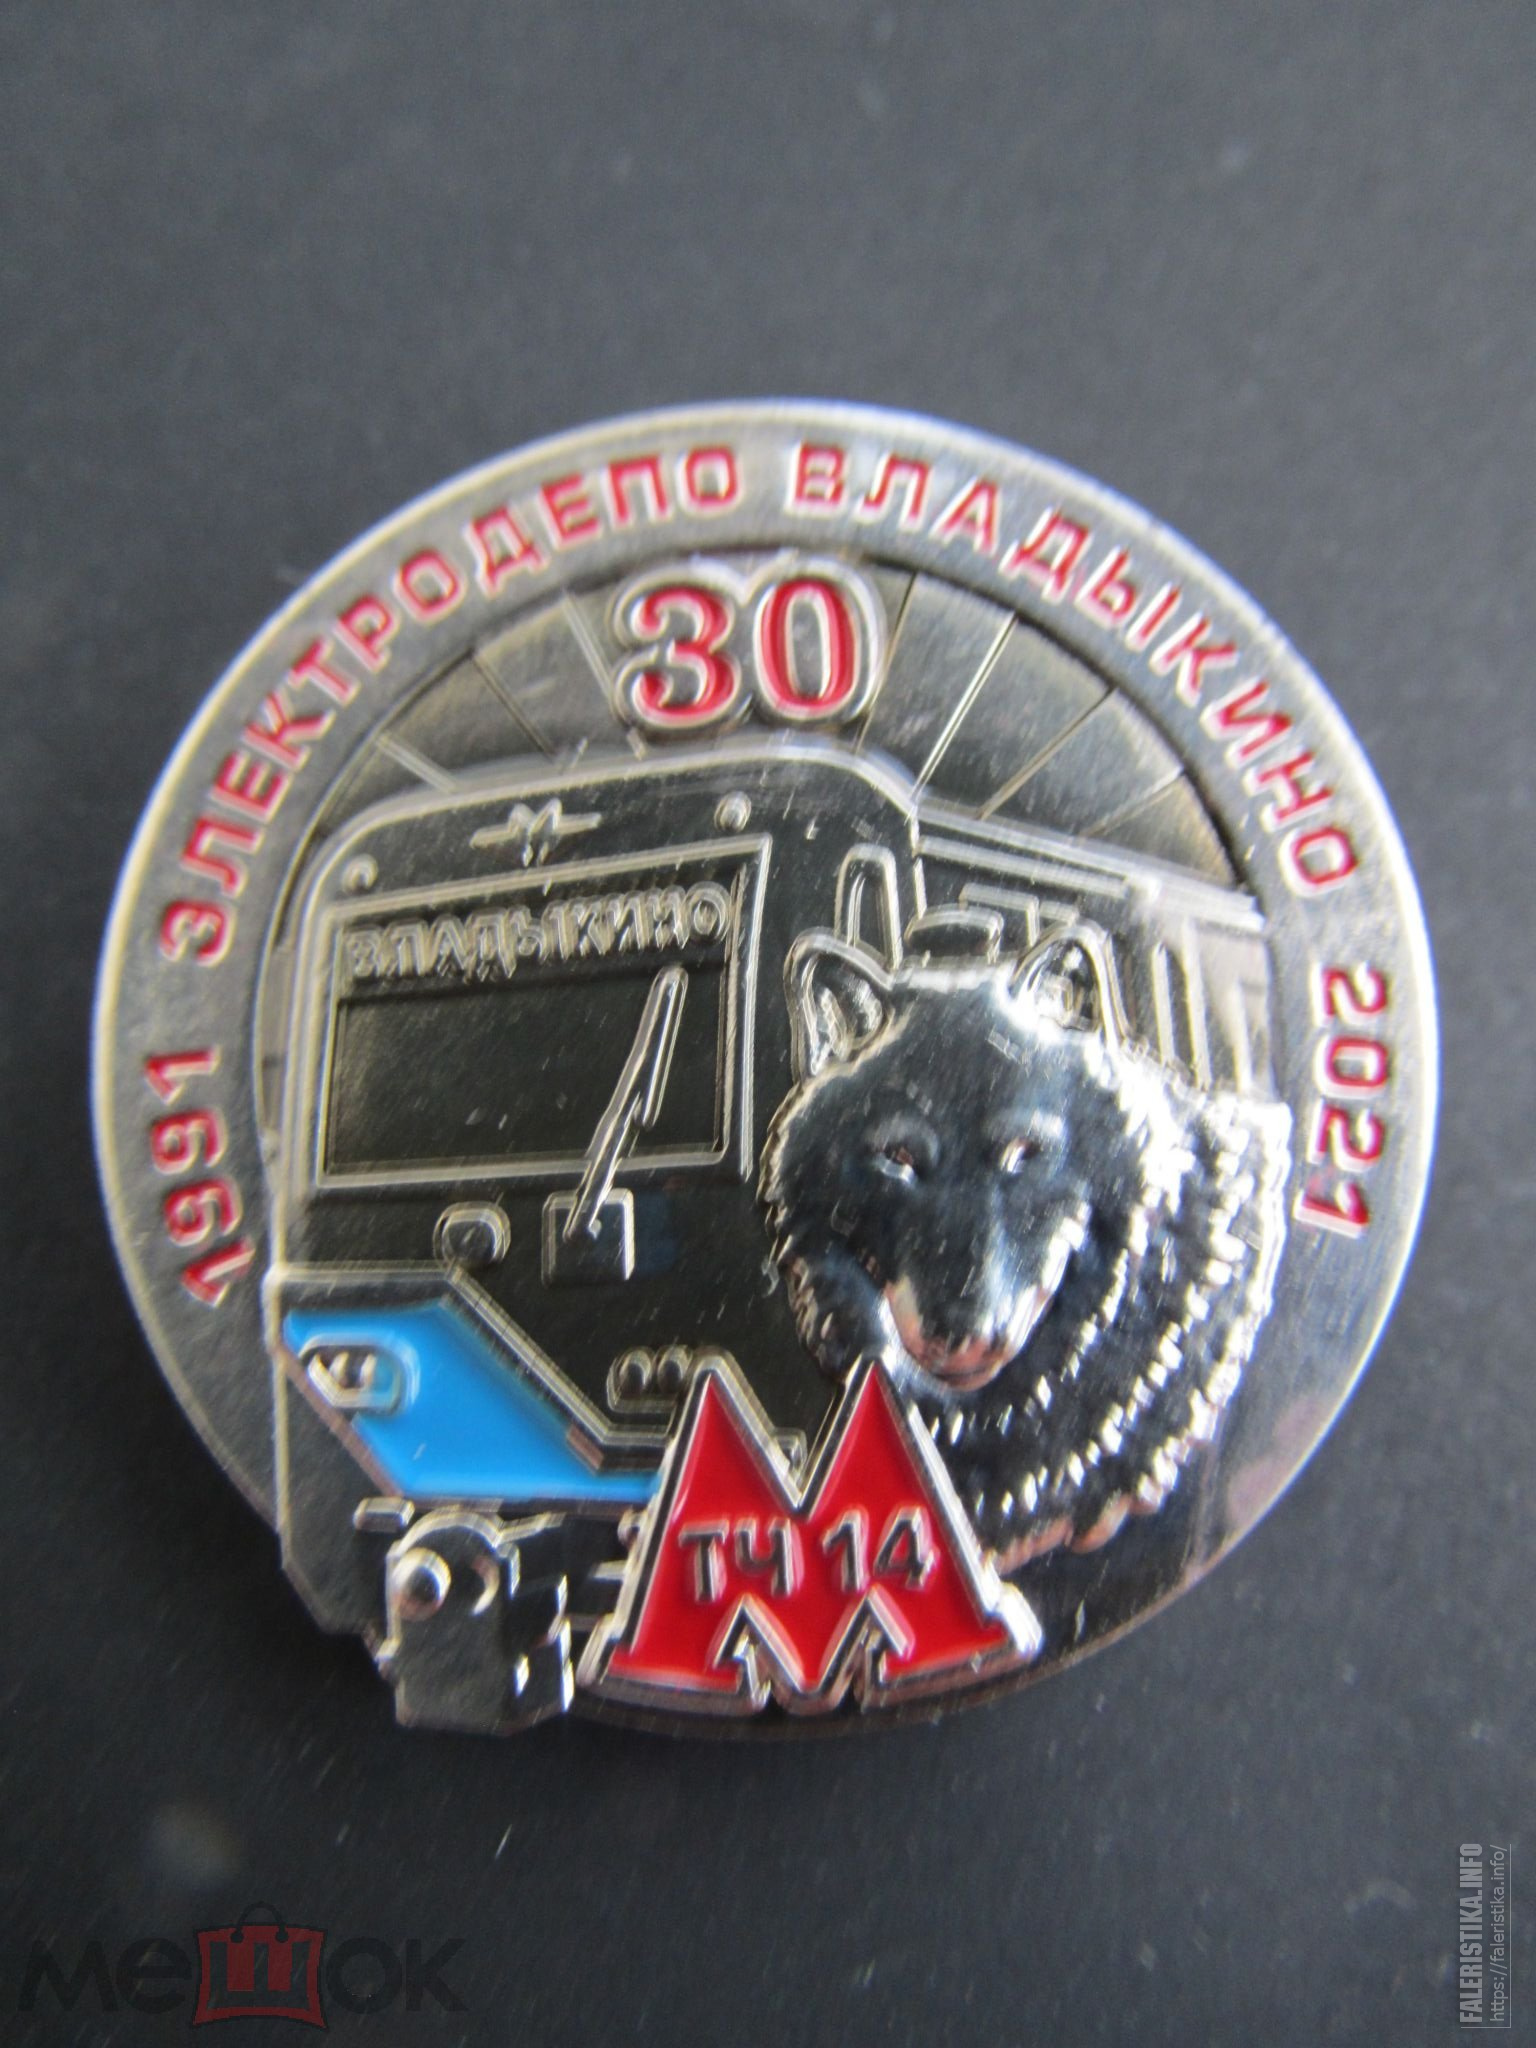 1991 ЭЛЕКТРОДЕПО ВЛАДЫКИНО 2021
30
ВЛАДЫКИНО
М
ТЧ 14
мешок
FALERISTIKA.INFO
https://faleristika.info/